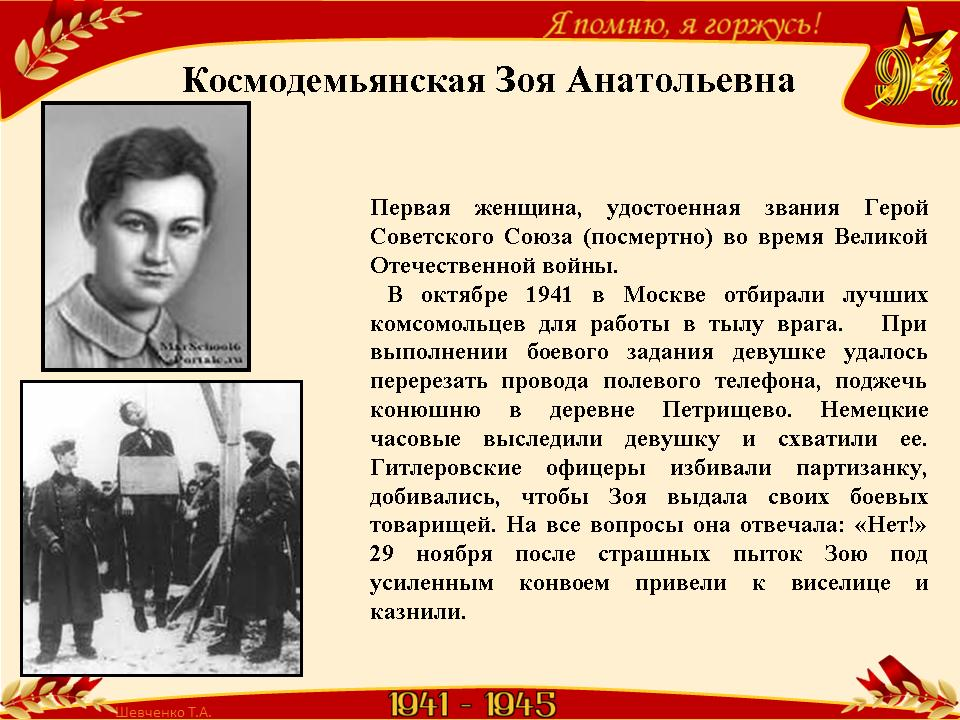 Я помню, я горжусь!
Космодемьянская Зоя Анатольевна
MarSchool6
Portalc.ru
Первая женщина, удостоенная звания Герой
Советского Союза (посмертно) во время Великой
Отечественной войны.
В октябре 1941 в Москве отбирали лучших
комсомольцев для работы в тылу врага. При
выполнении боевого задания девушке удалось
перерезать провода полевого телефона, поджечь
конюшню в деревне Петрищево. Немецкие
часовые выследили девушку и схватили ее.
Гитлеровские офицеры избивали партизанку,
добивались, чтобы Зоя выдала своих боевых
товарищей. На все вопросы она отвечала: «Нет!»
29 ноября после страшных пыток Зою под
усиленным конвоем привели к виселице и
казнили.
Шевченко Т.А.
1941 - 1945